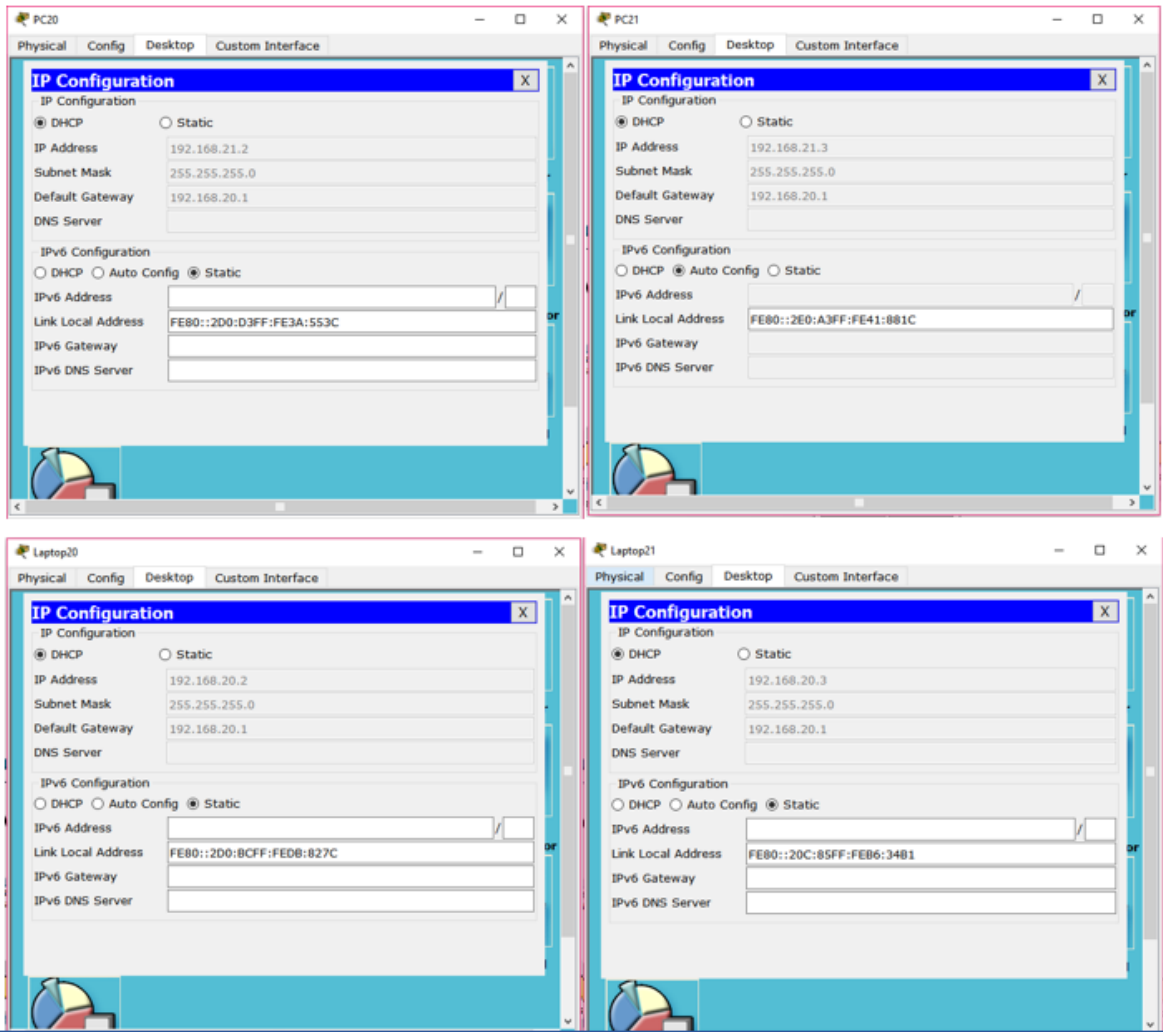 PC20
Physical Config Desktop Custom Interface
IP Configuration X
IP Configuration
DHCP Static
IP Address 192.168.21.2
Subnet Mask 255.255.255.0
Default Gateway 192.168.20.1
DNS Server
IPv6 Configuration
DHCP Auto Config Static
IPv6 Address /
Link Local Address FE80::2D0:D3FF:FE3A:553C
IPv6 Gateway
IPv6 DNS Server
or
PC21
Physical Config Desktop Custom Interface
IP Configuration X
IP Configuration
DHCP Static
IP Address 192.168.21.3
Subnet Mask 255.255.255.0
Default Gateway 192.168.20.1
DNS Server
IPv6 Configuration
DHCP Auto Config Static
IPv6 Address /
Link Local Address FE80::2E0:A3FF:FE41:881C
IPv6 Gateway
IPv6 DNS Server
or
Laptop20
Physical Config Desktop Custom Interface
IP Configuration X
IP Configuration
DHCP Static
IP Address 192.168.20.2
Subnet Mask 255.255.255.0
Default Gateway 192.168.20.1
DNS Server
IPv6 Configuration
DHCP Auto Config Static
IPv6 Address /
Link Local Address FE80::2D0:BCFF:FEDB:827C
IPv6 Gateway
IPv6 DNS Server
or
Laptop21
Physical Config Desktop Custom Interface
IP Configuration X
IP Configuration
DHCP Static
IP Address 192.168.20.3
Subnet Mask 255.255.255.0
Default Gateway 192.168.20.1
DNS Server
IPv6 Configuration
DHCP Auto Config Static
IPv6 Address /
Link Local Address FE80::20C:85FF:FEB6:34B1
IPv6 Gateway
IPv6 DNS Server
or